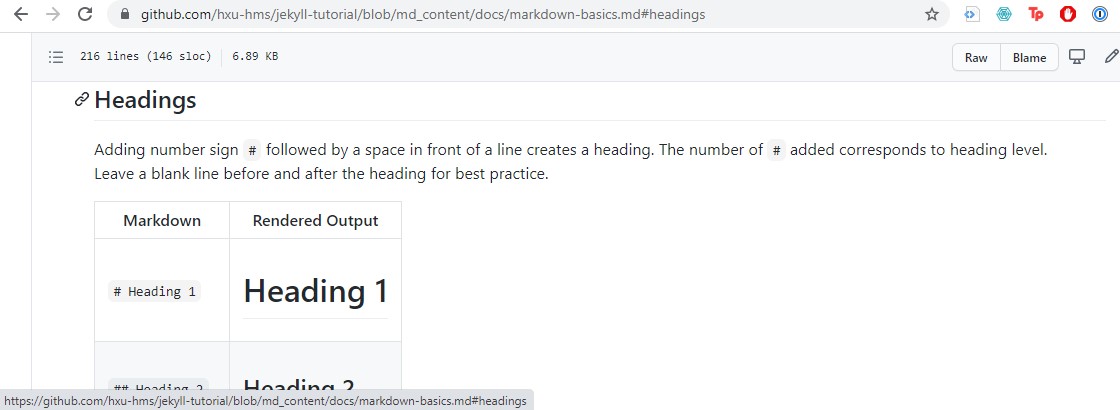 github.com/hxu-hms/jekyll-tutorial/blob/md_content/docs/markdown-basics.md#headings
Tp
216 lines (146 sloc) 6.89 KB
Raw Blame
Headings
Adding number sign # followed by a space in front of a line creates a heading. The number of # added corresponds to heading level.
Leave a blank line before and after the heading for best practice.
Markdown Rendered Output
# Heading 1 Heading 1
## Heading 2 Heading 2
https://github.com/hxu-hms/jekyll-tutorial/blob/md_content/docs/markdown-basics.md#headings